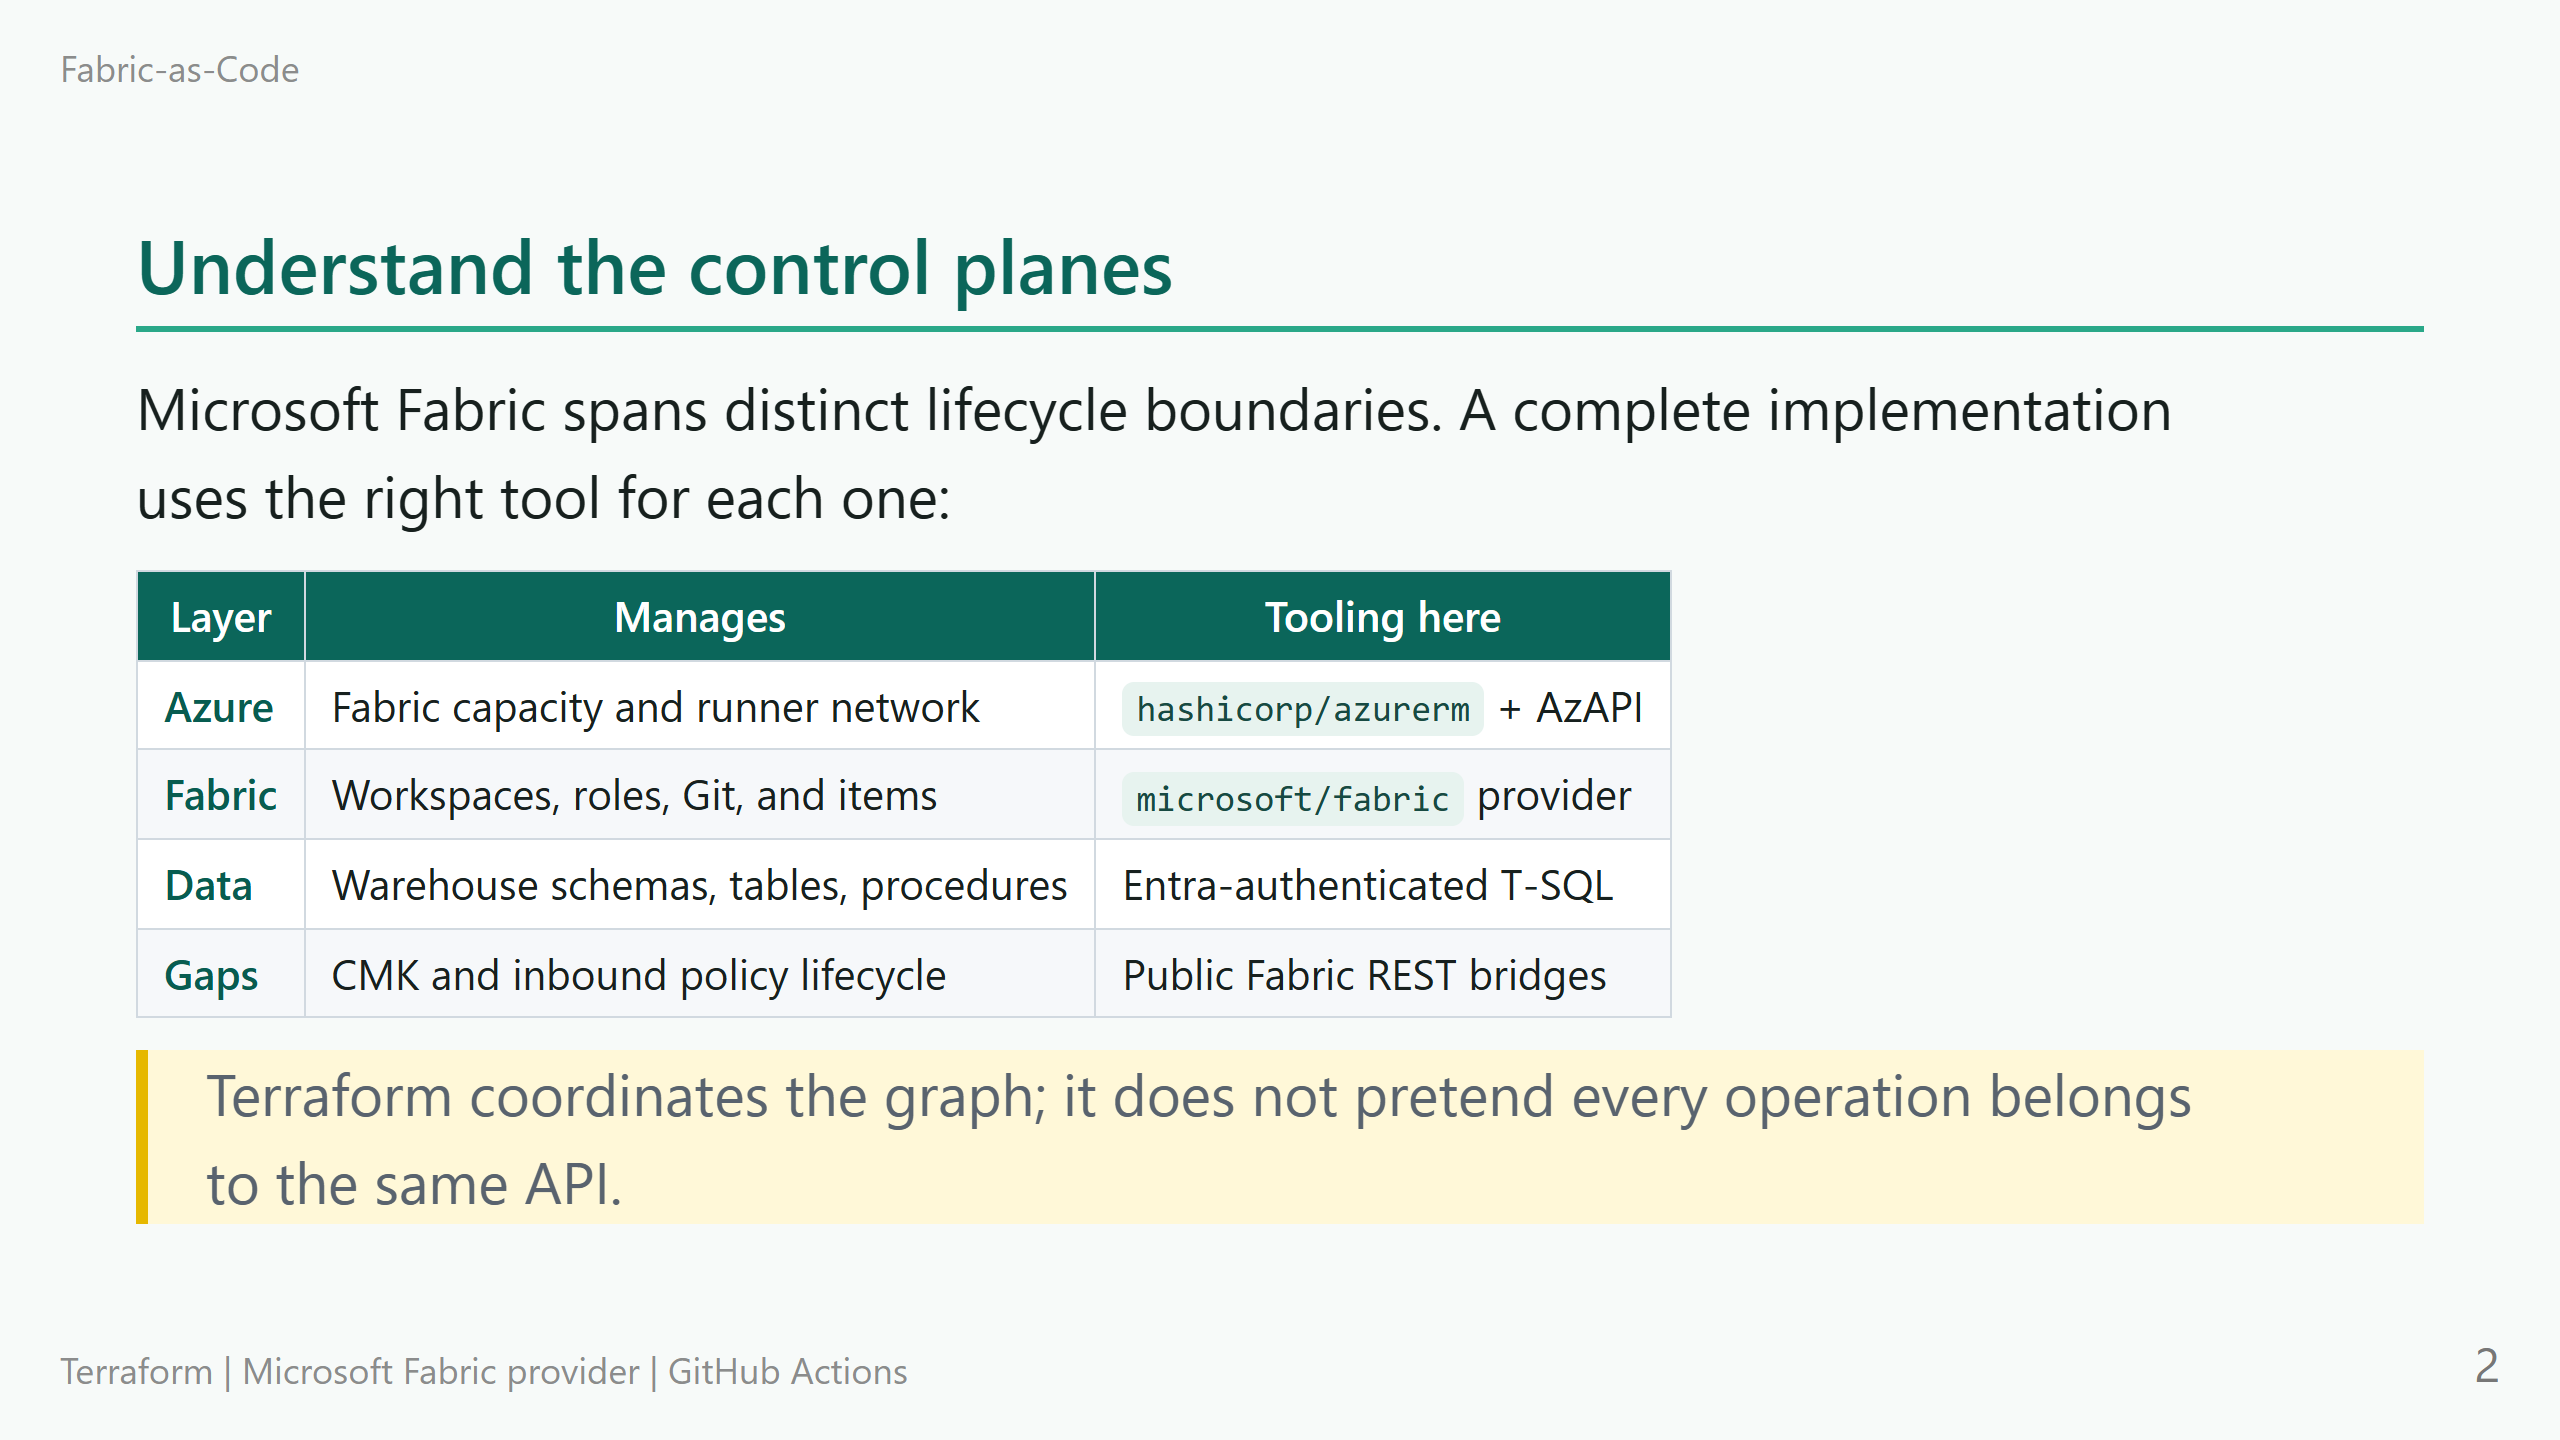 Fabric-as-Code
Understand the control planes
Microsoft Fabric spans distinct lifecycle boundaries. A complete implementation
uses the right tool for each one:
Layer Manages Tooling here
Azure Fabric capacity and runner network hashicorp/azurerm + AzAPI
Fabric Workspaces, roles, Git, and items microsoft/fabric provider
Data Warehouse schemas, tables, procedures Entra-authenticated T-SQL
Gaps CMK and inbound policy lifecycle Public Fabric REST bridges
Terraform coordinates the graph; it does not pretend every operation belongs
to the same API.
Terraform | Microsoft Fabric provider | GitHub Actions
2